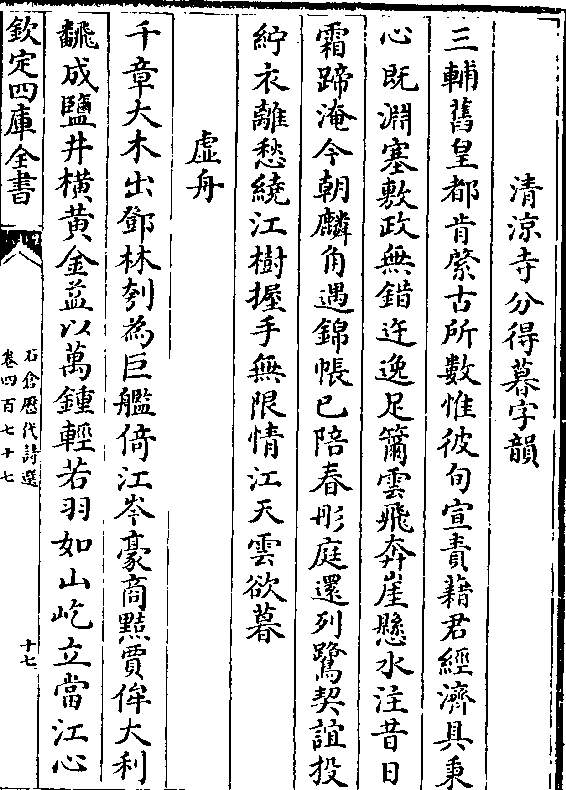 清涼寺分得暮字韻
三輔舊皇都肯綮古所數惟彼旬宣責藉君經濟具秉
心既淵塞敷政無錯迕逸足籋雲飛奔崖懸水注昔日
霜蹄淹今朝麟角遇錦帳已陪春彤庭還列鷺契誼投
紵衣離愁繞江樹握手無限情江天雲欲暮
虛舟
千章大木出鄧林刳為巨艦倚江岑豪商黠賈侔大利
飜成鹽井橫黃金益以萬鍾輕若羽如山屹立當江心
欽定四庫全書
石倉歷代詩選
卷四百七十七
十七